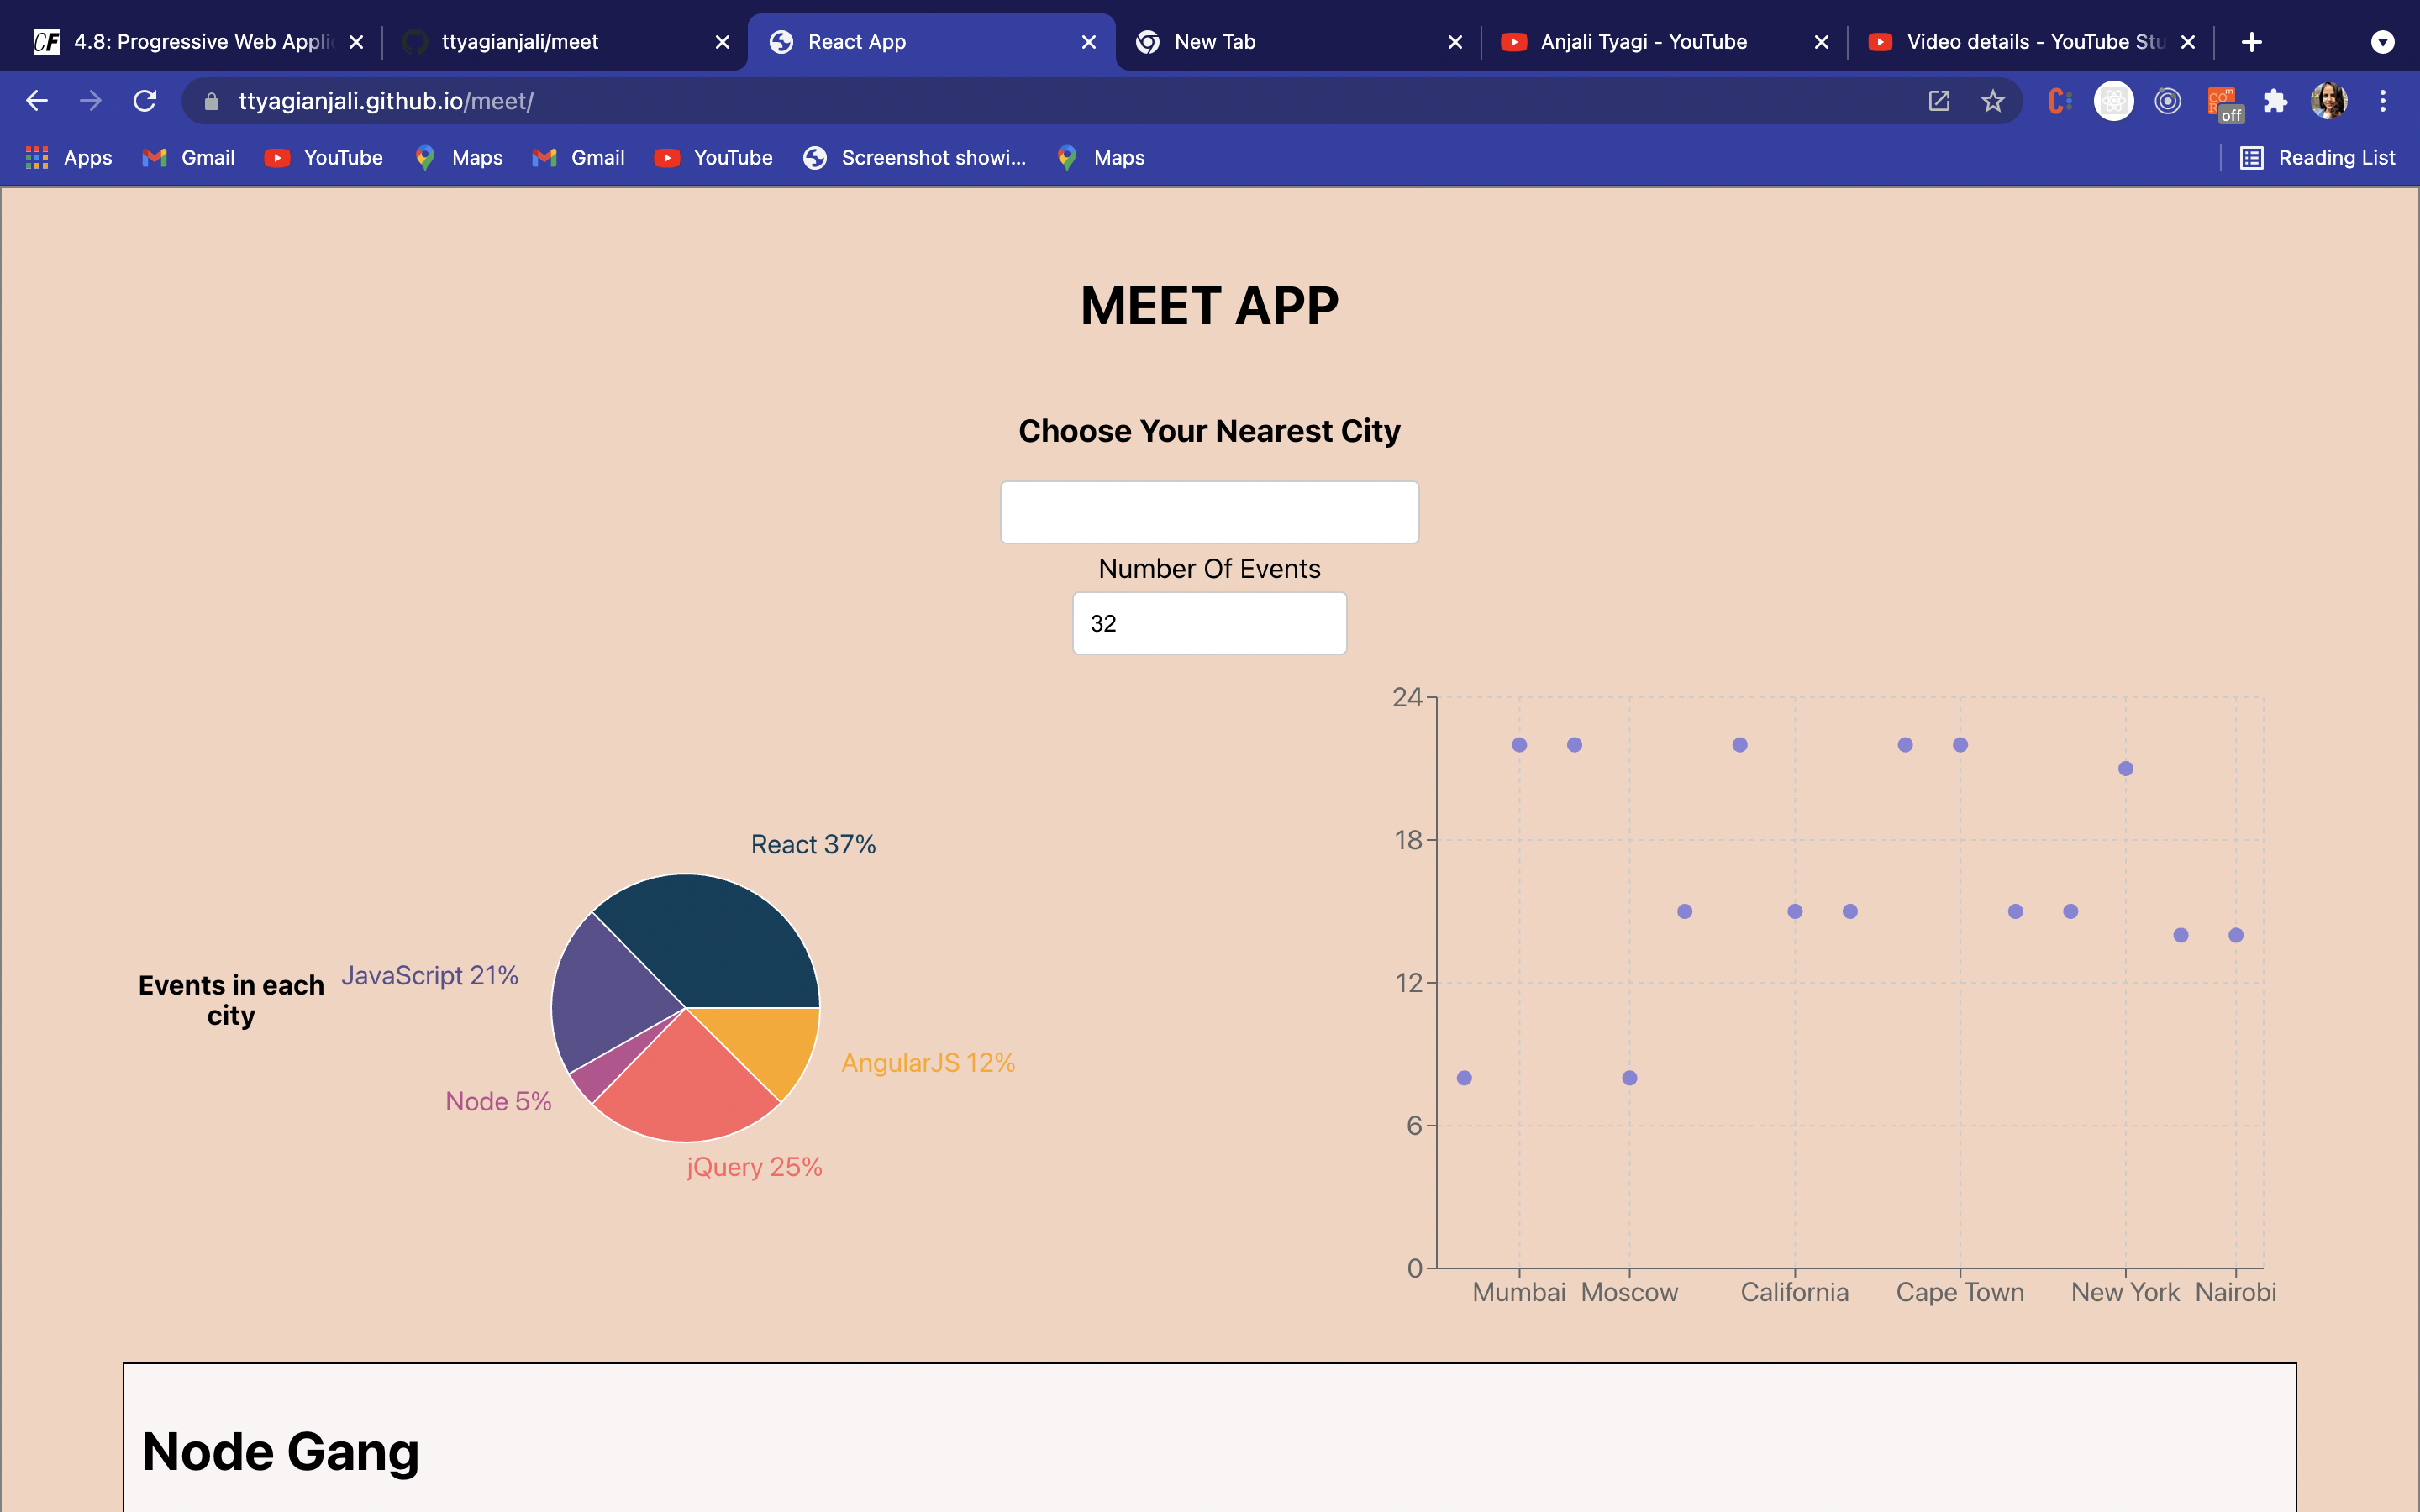 4.8: Progressive Web Appli
ttyagianjali/meet
React App
New Tab
Anjali Tyagi - YouTube
Video details - YouTube Stu
ttyagianjali.github.io/meet/
off
Apps
Gmail
YouTube
Maps
Gmail
YouTube
Screenshot showi...
Maps
Reading List
MEET APP
Choose Your Nearest City
Number Of Events
32
Events in each
city
React 37%
JavaScript 21%
Node 5%
jQuery 25%
AngularJS 12%
24
18
12
6
0
Mumbai
Moscow
California
Cape Town
New York
Nairobi
Node Gang